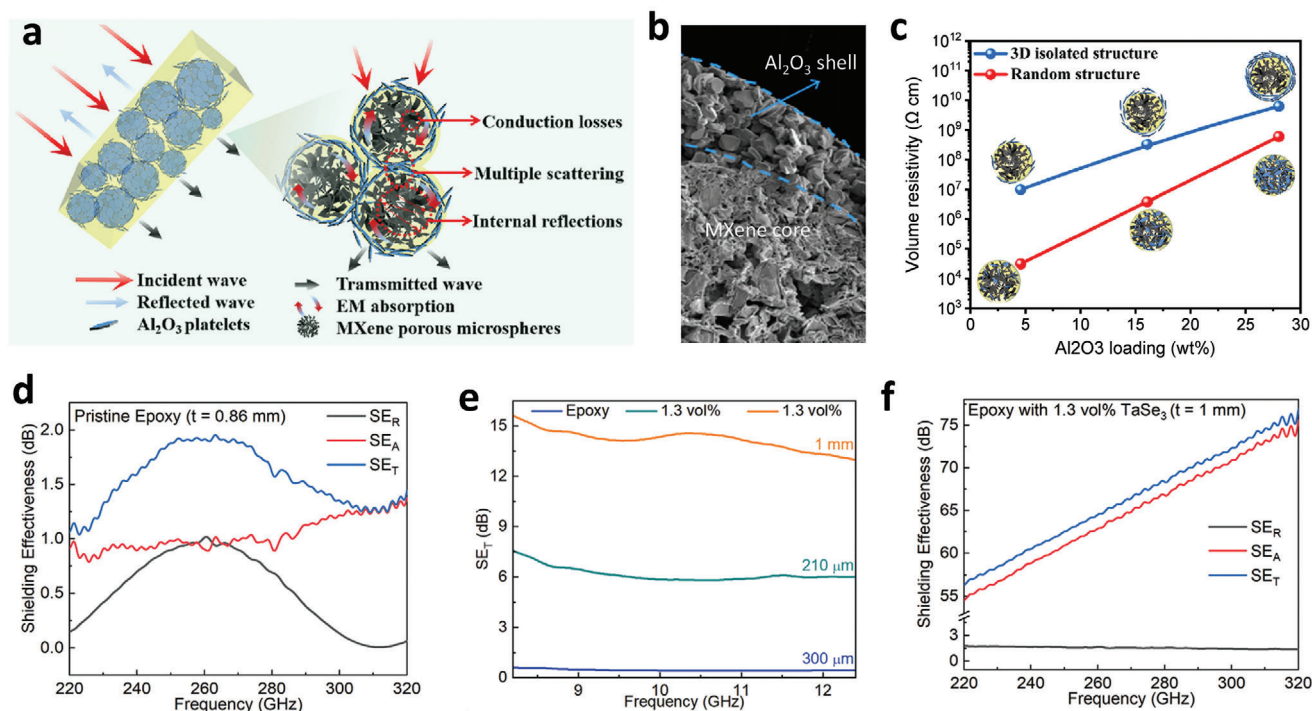 a
Conduction losses
Multiple scattering
Internal reflections
Incident wave
Reflected wave
Al₂O₃ platelets
Tramsmitted wave
EM absorption
MXene porous microspheres
b
Al₂O₃ shell
MXene core
c
Volume resistivity (Ω cm)
10¹²
10¹¹
10¹⁰
10⁹
10⁸
10⁷
10⁶
10⁵
10⁴
10³
3D isolated structure
Random structure
0 5 10 15 20 25 30
Al2O3 loading (wt%)
d
Shielding Effectiveness (dB)
2.0
1.5
1.0
0.5
0.0
Pristine Epoxy (t = 0.86 mm)
SE_R
SE_A
SE_T
220 240 260 280 300 320
Frequency (GHz)
e
SE_T (dB)
15
12
9
6
3
0
Epoxy 1.3 vol% 1.3 vol%
1 mm
210 μm
300 μm
9 10 11 12
Frequency (GHz)
f
Shielding Effectiveness (dB)
75
70
65
60
55
3
0
Epoxy with 1.3 vol% TaSe₃ (t = 1 mm)
SE_R
SE_A
SE_T
220 240 260 280 300 320
Frequency (GHz)